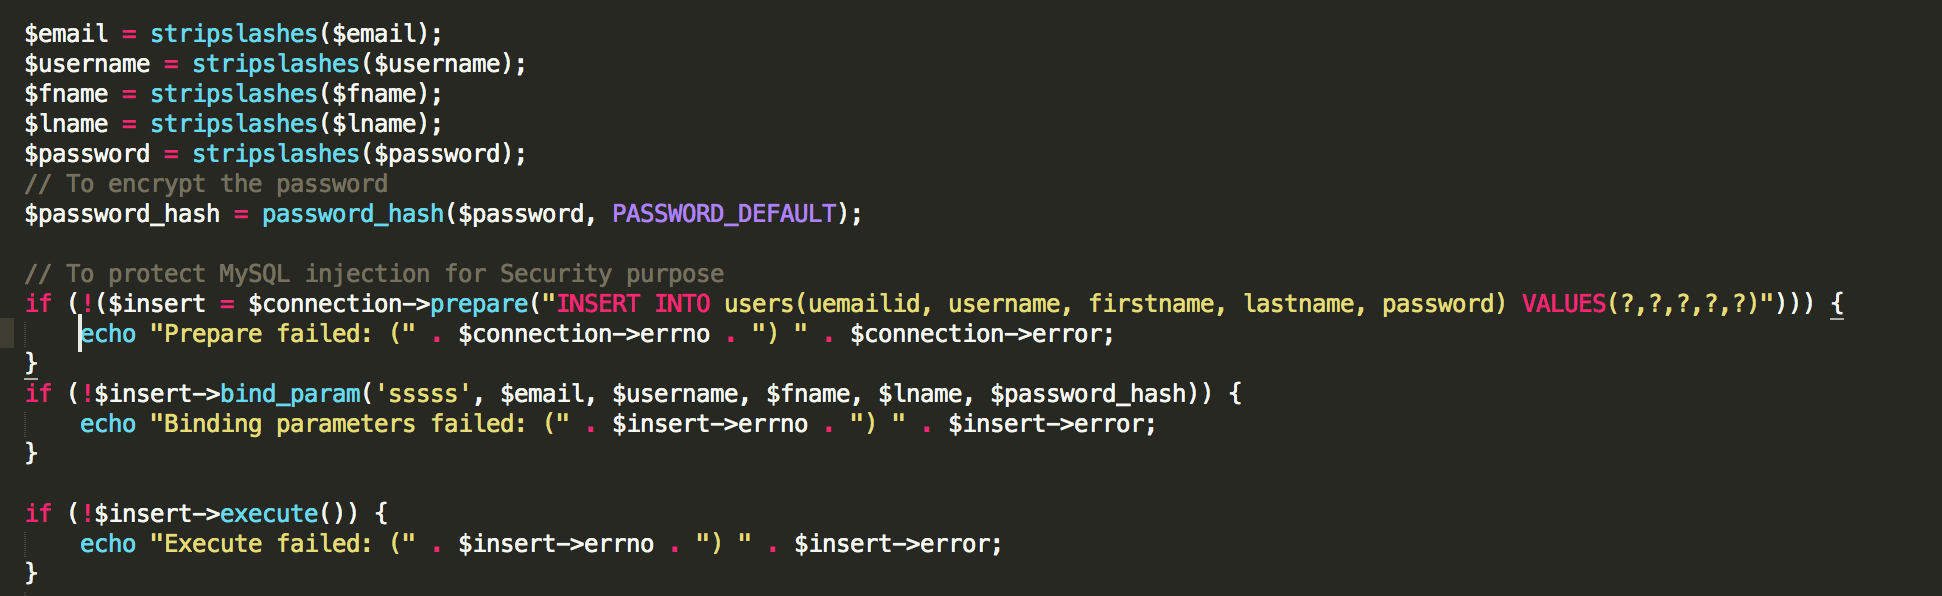 $email = stripslashes($email);
$username = stripslashes($username);
$fname = stripslashes($fname);
$lname = stripslashes($lname);
$password = stripslashes($password);
// To encrypt the password
$password_hash = password_hash($password, PASSWORD_DEFAULT);
// To protect MySQL injection for Security purpose
if (!($insert = $connection->prepare("INSERT INTO users(uemailid, username, firstname, lastname, password) VALUES(?,?,?,?,?)"))) {
    echo "Prepare failed: (" . $connection->errno . ") " . $connection->error;
}
if (!$insert->bind_param('sssss', $email, $username, $fname, $lname, $password_hash)) {
    echo "Binding parameters failed: (" . $insert->errno . ") " . $insert->error;
}
if (!$insert->execute()) {
    echo "Execute failed: (" . $insert->errno . ") " . $insert->error;
}